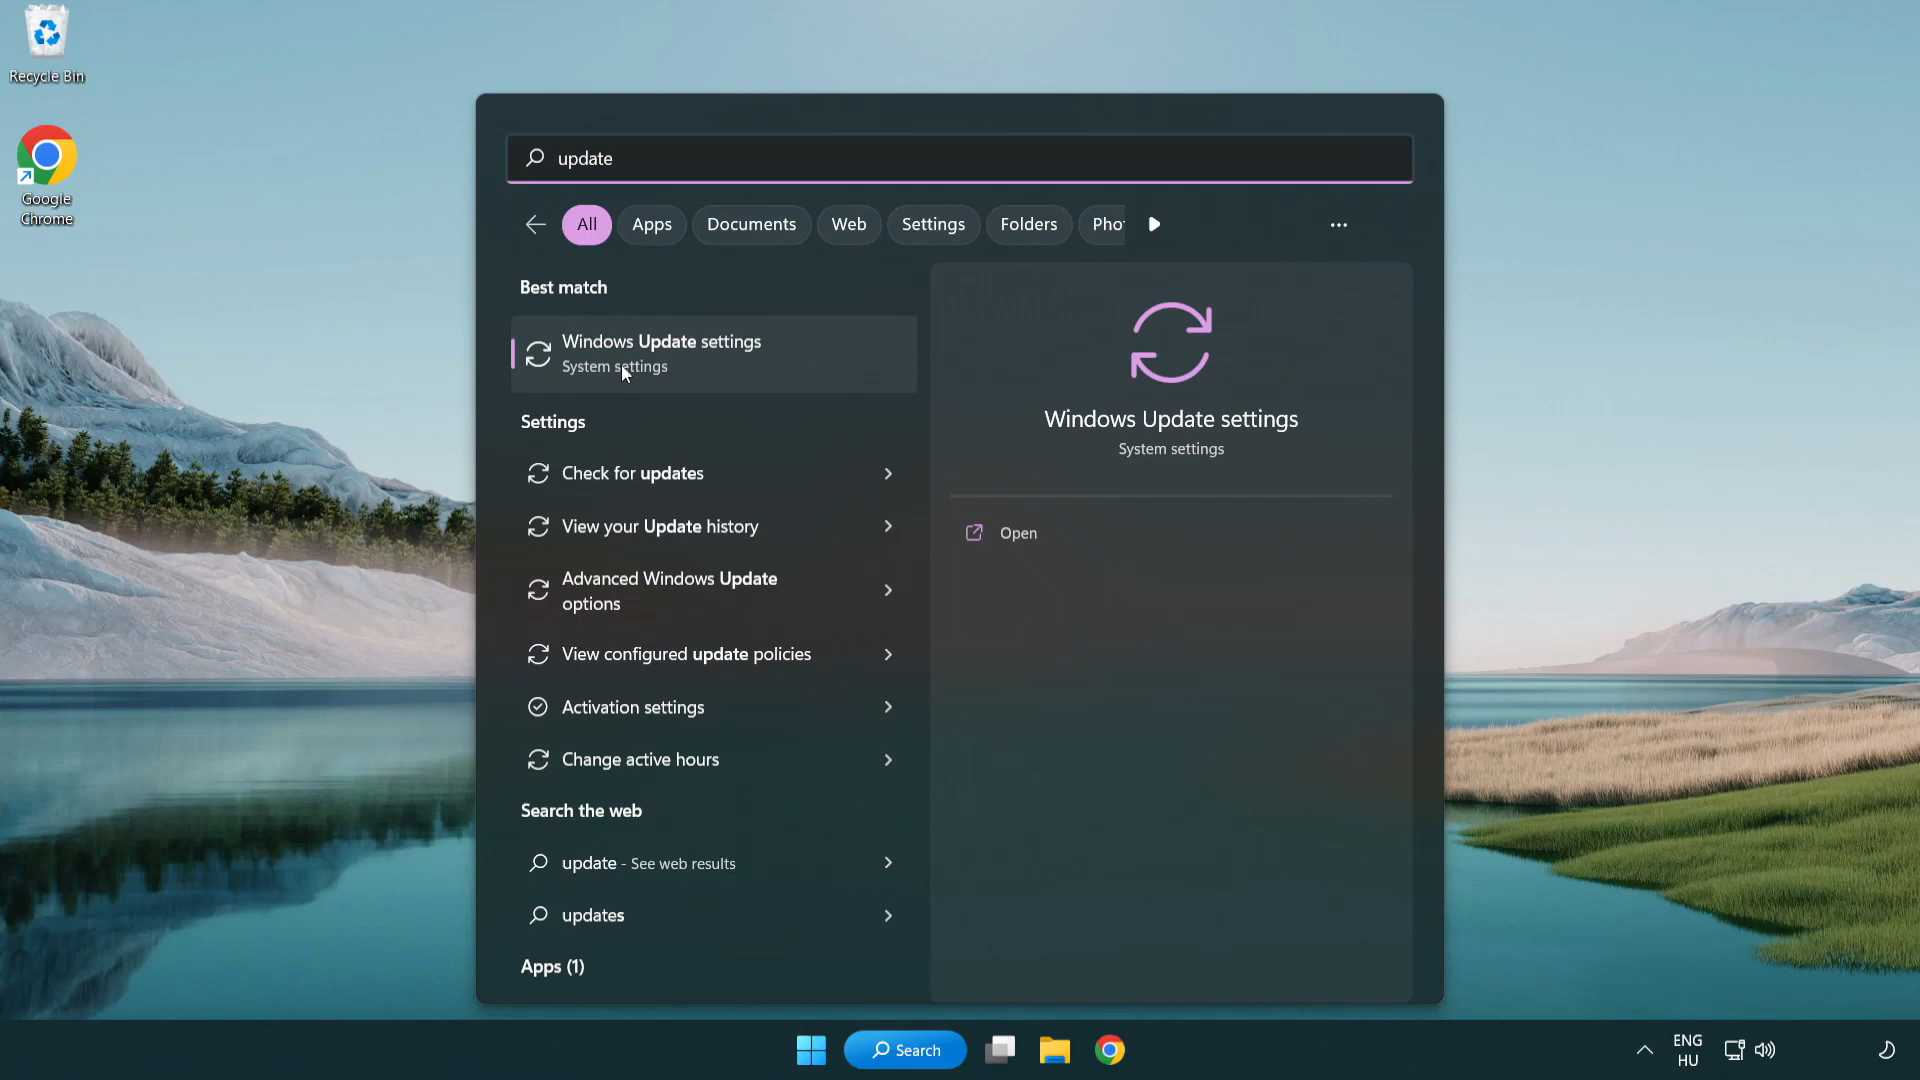 Recycle Bin
Google
Chrome
update
All
Apps
Documents
Web
Settings
Folders
Pho
Best match
Windows Update settings
System settings
Settings
Check for updates
View your Update history
Advanced Windows Update
options
View configured update policies
Activation settings
Change active hours
Search the web
update - See web results
updates
Apps (1)
Windows Update settings
System settings
Open
Search
ENG
HU